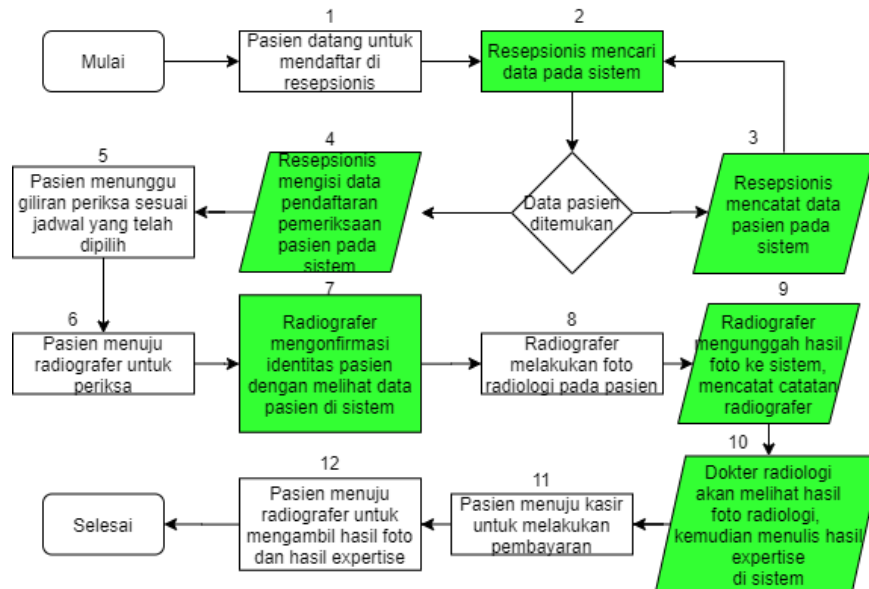 1
2
Mulai
Pasien datang untuk
mendaftar di
resepsionis
Resepsionis mencari
data pada sistem
3
Resepsionis
mencatat data
pasien pada
sistem
Data pasien
ditemukan
4
Resepsionis
mengisi data
pendaftaran
pemeriksaan
pasien pada
sistem
5
Pasien menunggu
giliran periksa sesuai
jadwal yang telah
dipilih
6
Pasien menuju
radiografer untuk
periksa
7
Radiografer
mengonfirmasi
identitas pasien
dengan melihat data
pasien di sistem
8
Radiografer
melakukan foto
radiologi pada pasien
9
Radiografer
mengunggah hasil
foto ke sistem,
mencatat catatan
radiografer
10
Dokter radiologi
akan melihat hasil
foto radiologi,
kemudian menulis hasil
expertise
di sistem
11
Pasien menuju kasir
untuk melakukan
pembayaran
12
Pasien menuju
radiografer untuk
mengambil hasil foto
dan hasil expertise
Selesai